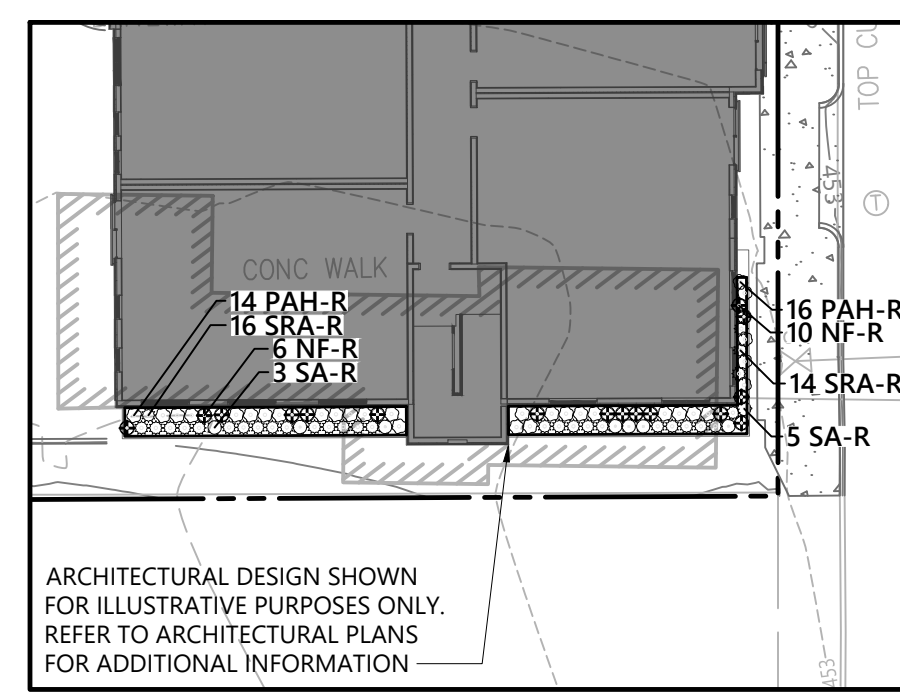 TOP CU
453
T
CONC WALK
14 PAH-R
16 SRA-R
6 NF-R
3 SA-R
16 PAH-R
10 NF-R
14 SRA-R
5 SA-R
ARCHITECTURAL DESIGN SHOWN
FOR ILLUSTRATIVE PURPOSES ONLY.
REFER TO ARCHITECTURAL PLANS
FOR ADDITIONAL INFORMATION
453